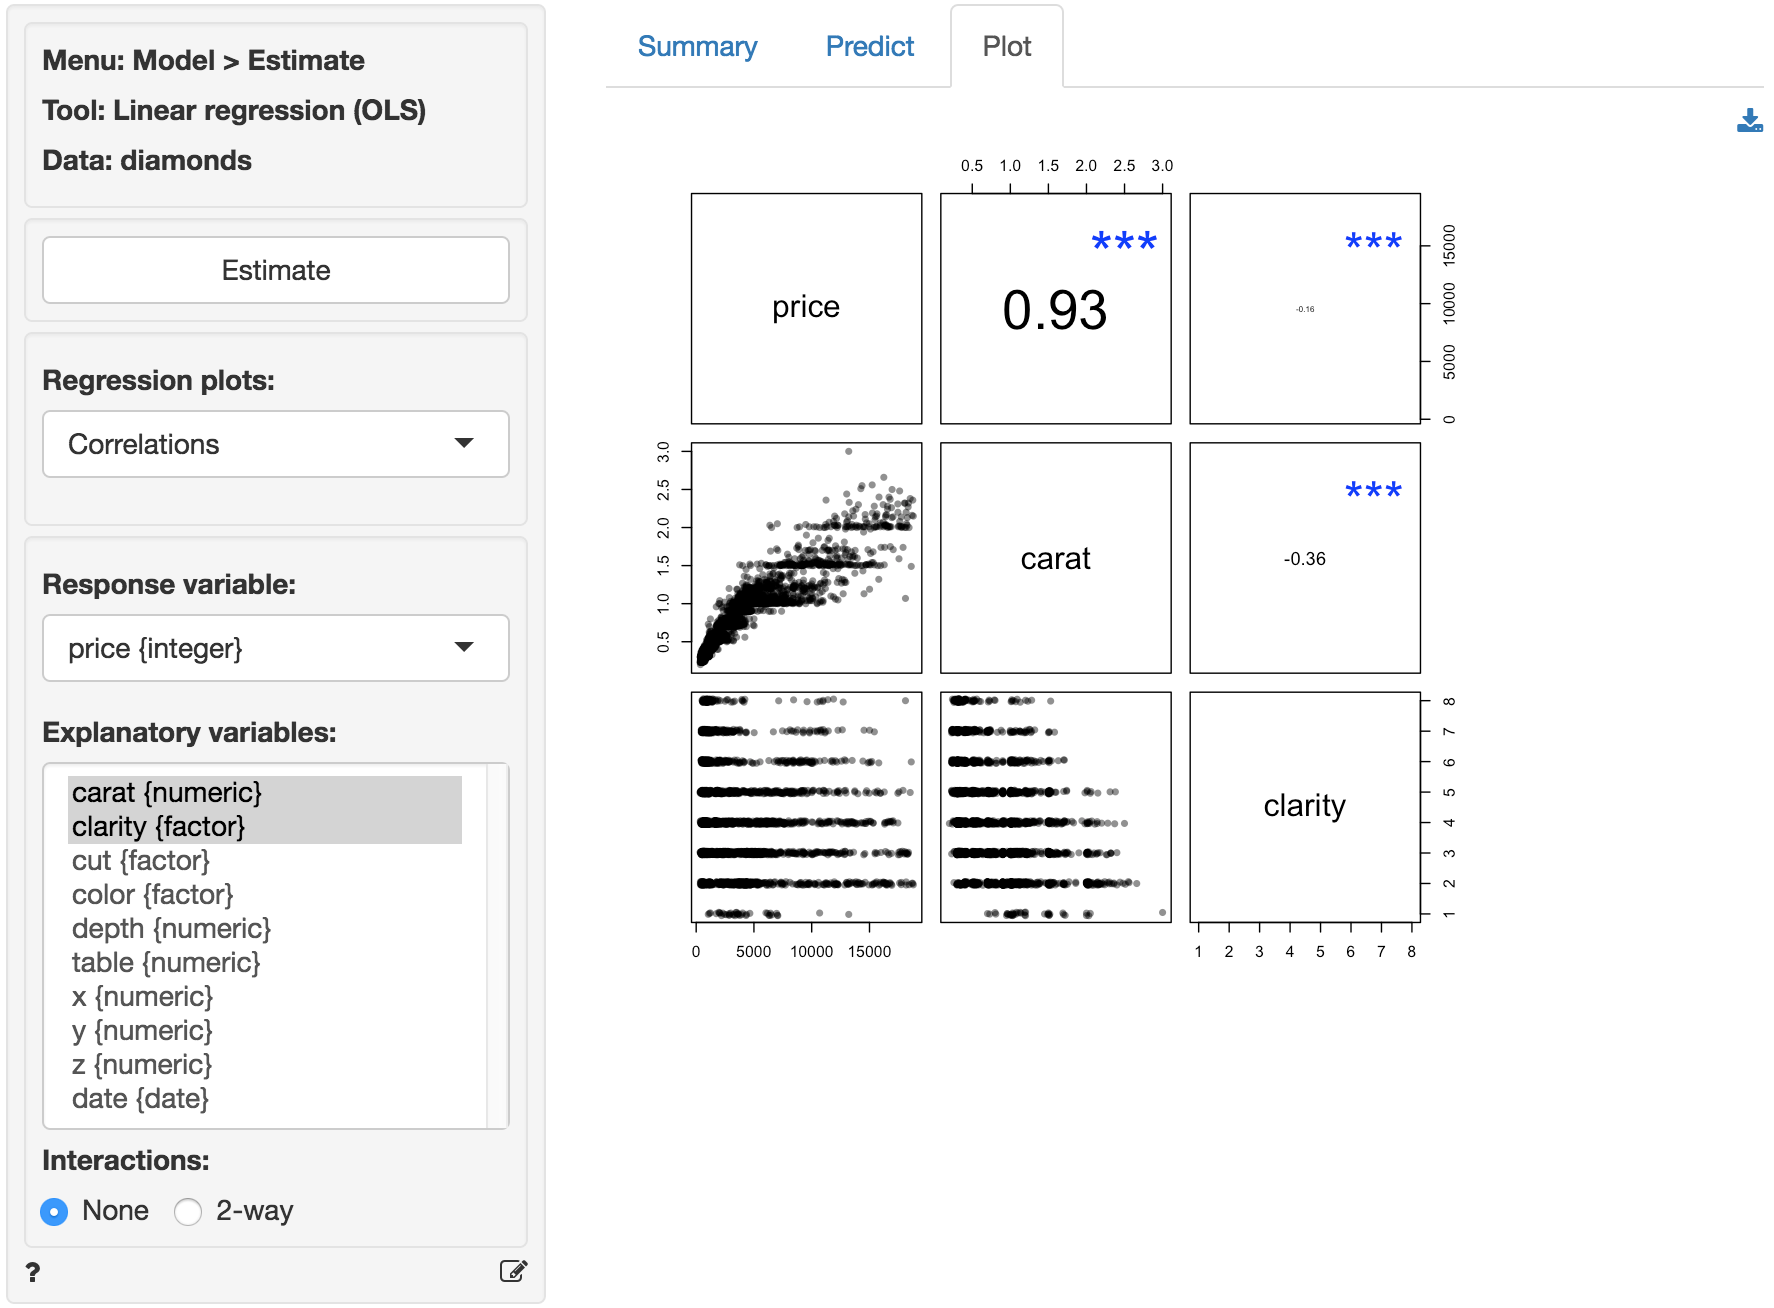 Menu: Model > Estimate
Tool: Linear regression (OLS)
Data: diamonds
Estimate
Regression plots:
Correlations
Response variable:
price {integer}
Explanatory variables:
carat {numeric}
clarity {factor}
cut {factor}
color {factor}
depth {numeric}
table {numeric}
x {numeric}
y {numeric}
z {numeric}
date {date}
Interactions:
None 2-way
?
Summary Predict Plot
0.5 1.0 1.5 2.0 2.5 3.0
*** ***
price 0.93 -0.16
0 5000 10000 15000
0.5 1.0 1.5 2.0 2.5 3.0
***
carat -0.36
clarity
8
7
6
5
4
3
2
1
0 5000 10000 15000
1 2 3 4 5 6 7 8